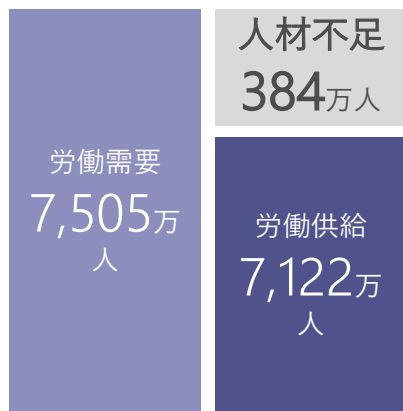 労働需要
7,505万
人
人材不足
384万人
労働供給
7,122万
人